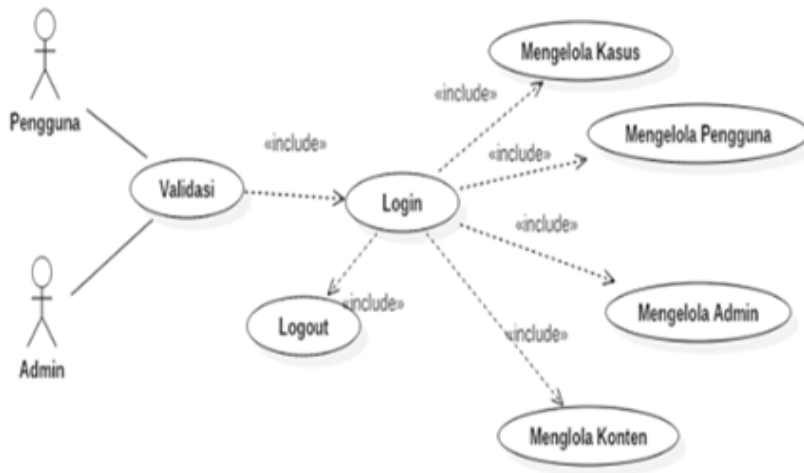 Mengelola Kasus
«include»
Pengguna
«include»
«include»
Mengelola Pengguna
Validasi
Login
«include»
«include»
Logout
Mengelola Admin
Admin
«include»
Menglola Konten